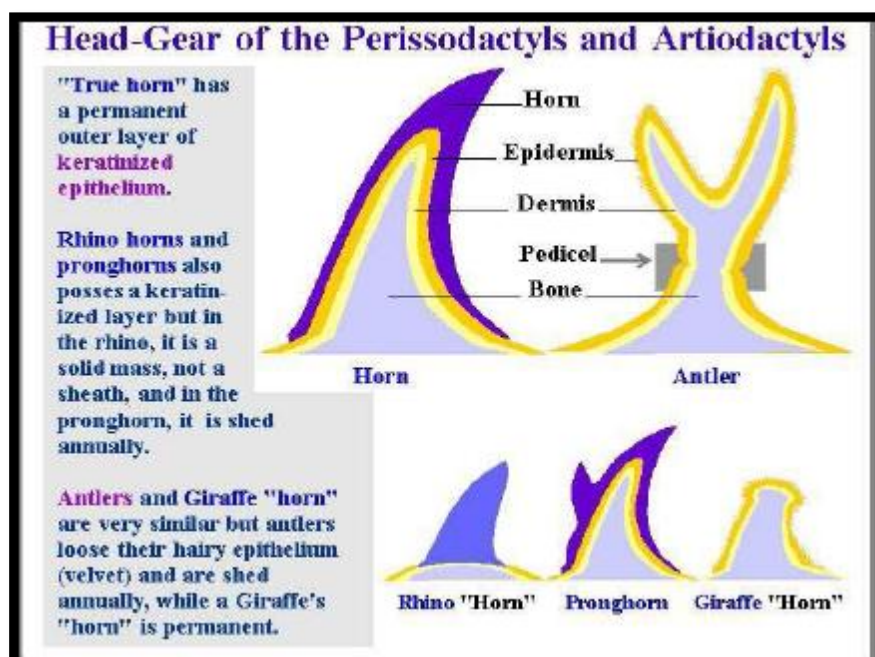 Head-Gear of the Perissodactyls and Artiodactyls
"True horn" has
a permanent
outer layer of
keratinized
epithelium.
Rhino horns and
pronghorns also
posses a keratin-
ized layer but in
the rhino, it is a
solid mass, not a
sheath, and in the
pronghorn, it is shed
annually.
Antlers and Giraffe "horn"
are very similar but antlers
loose their hairy epithelium
(velvet) and are shed
annually, while a Giraffe's
"horn" is permanent.
Horn
Epidermis
Dermis
Pedicel
Bone
Horn
Antler
Rhino "Horn"
Pronghorn
Giraffe "Horn"